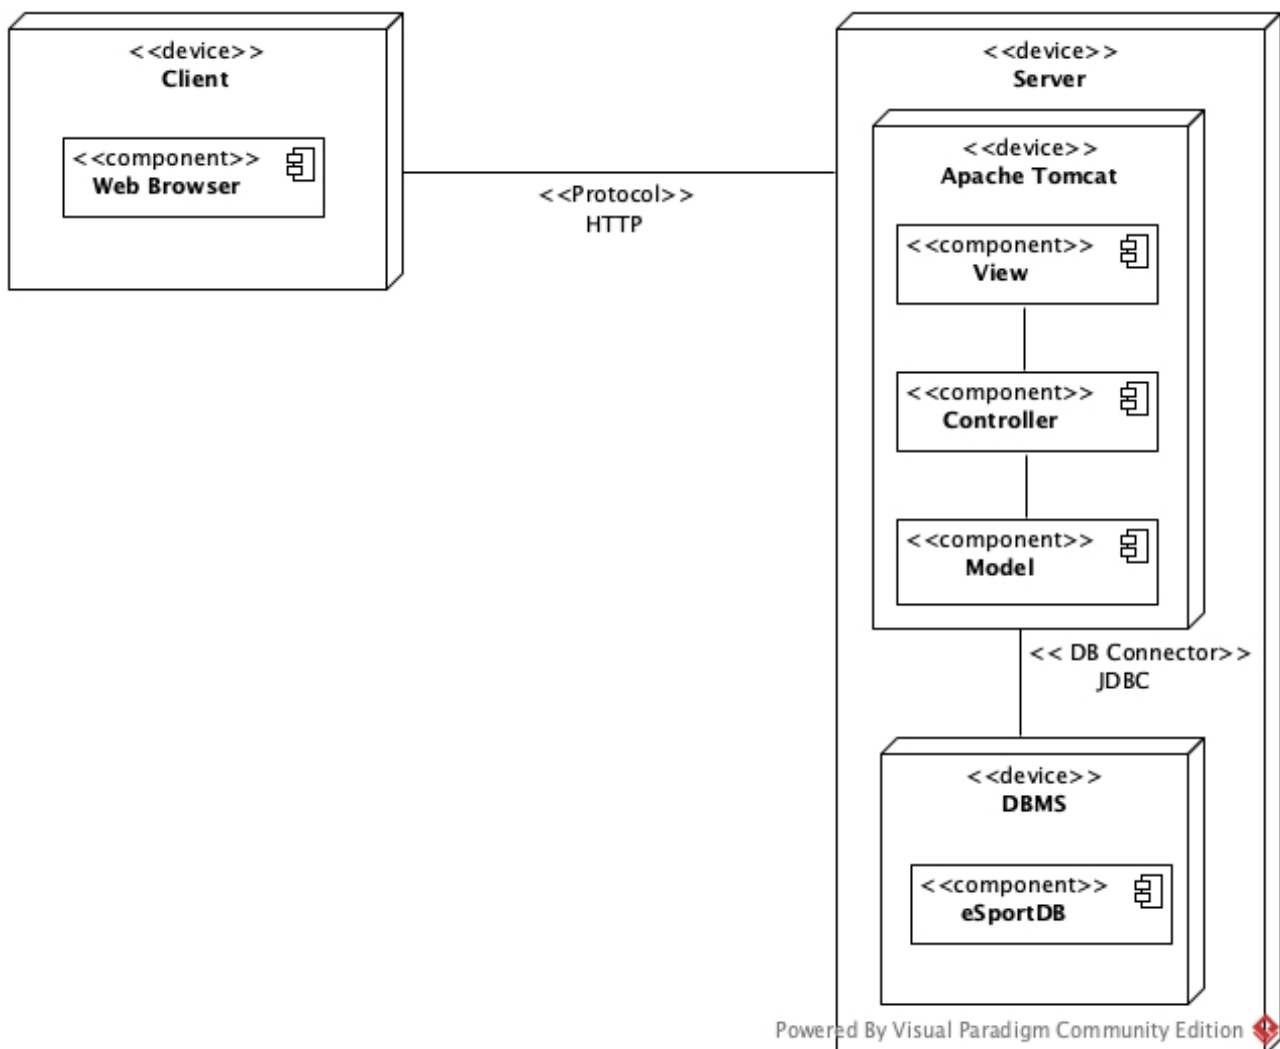 <<device>>
Client
<<component>>
Web Browser
<<Protocol>>
HTTP
<<device>>
Server
<<device>>
Apache Tomcat
<<component>>
View
<<component>>
Controller
<<component>>
Model
<< DB Connector>>
JDBC
<<device>>
DBMS
<<component>>
eSportDB
Powered By Visual Paradigm Community Edition